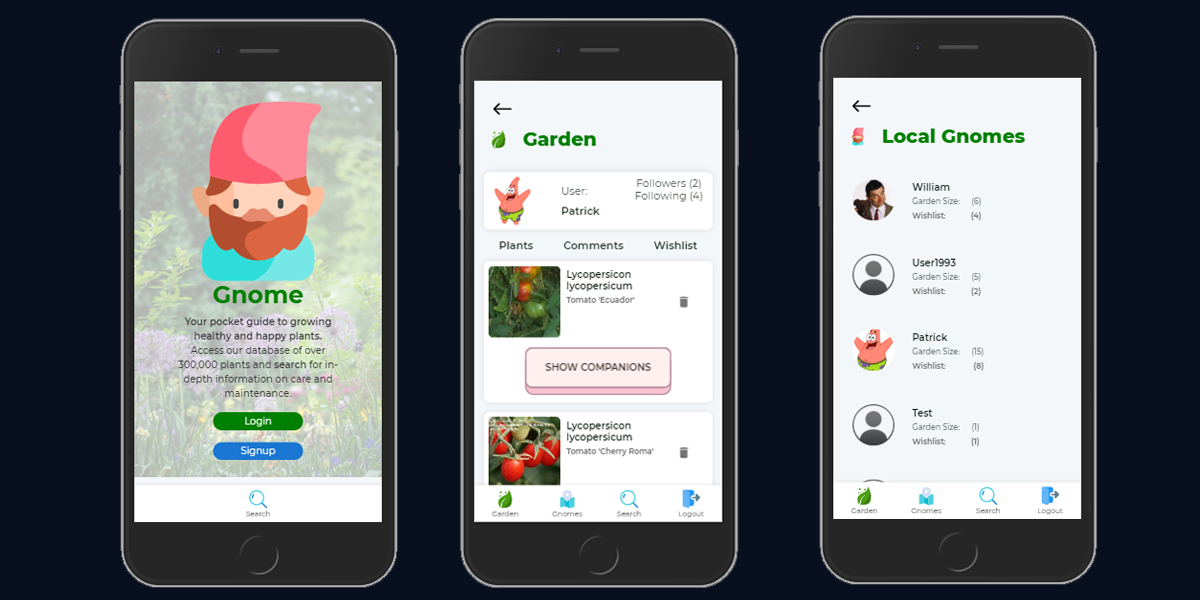 Gnome
Your pocket guide to growing
healthy and happy plants.
Access our database of over
300,000 plants and search for in-
depth information on care and
maintenance.
Login
Signup
Search
Garden
User:
Patrick
Followers (2)
Following (4)
Plants Comments Wishlist
Lycopersicon
lycopersicum
Tomato 'Ecuador'
SHOW COMPANIONS
Lycopersicon
lycopersicum
Tomato 'Cherry Roma'
Garden Gnomes Search Logout
Local Gnomes
William
Garden Size: (6)
Wishlist: (4)
User1993
Garden Size: (5)
Wishlist: (2)
Patrick
Garden Size: (15)
Wishlist: (8)
Test
Garden Size: (1)
Wishlist: (1)
Garden Gnomes Search Logout